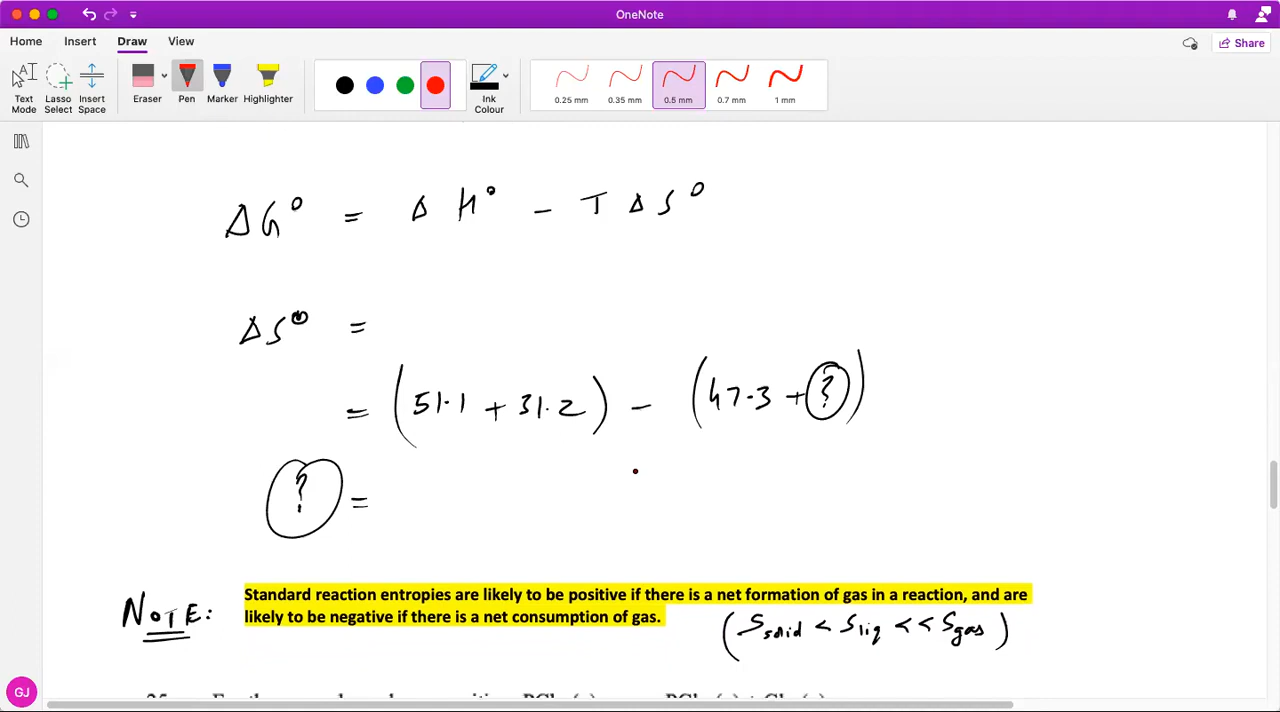 OneNote
Home Insert Draw View Share
Text Mode Lasso Select Insert Space Eraser Pen Marker Highlighter Ink Colour 0.25 mm 0.35 mm 0.5 mm 0.7 mm 1 mm
ΔG° = ΔH° - TΔS°
ΔS° =
= (51.1 + 31.2) - (47.3 + ?)
? =
NOTE: Standard reaction entropies are likely to be positive if there is a net formation of gas in a reaction, and are
likely to be negative if there is a net consumption of gas.
(S solid < S liq << S gas)
GJ